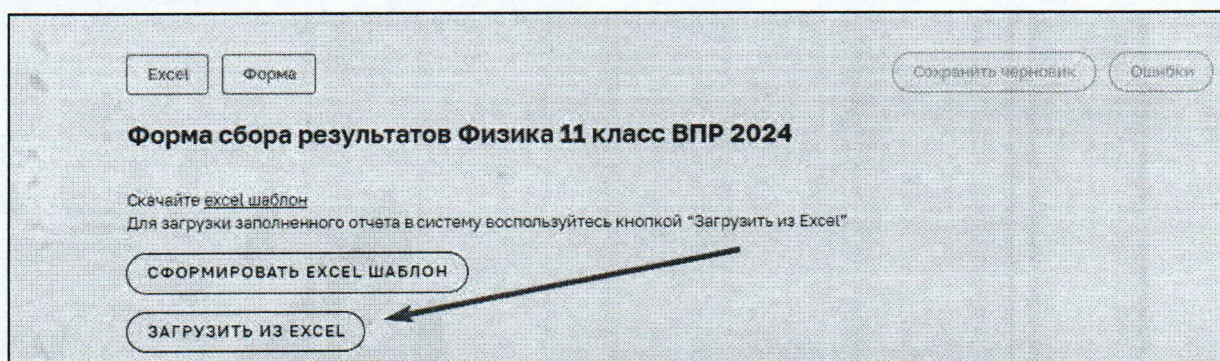 Excel Форма Сохранить черновик Ошибки
Форма сбора результатов Физика 11 класс ВПР 2024
Скачайте excel шаблон
Для загрузки заполненного отчета в систему воспользуйтесь кнопкой "Загрузить из Excel"
СФОРМИРОВАТЬ EXCEL ШАБЛОН
ЗАГРУЗИТЬ ИЗ EXCEL